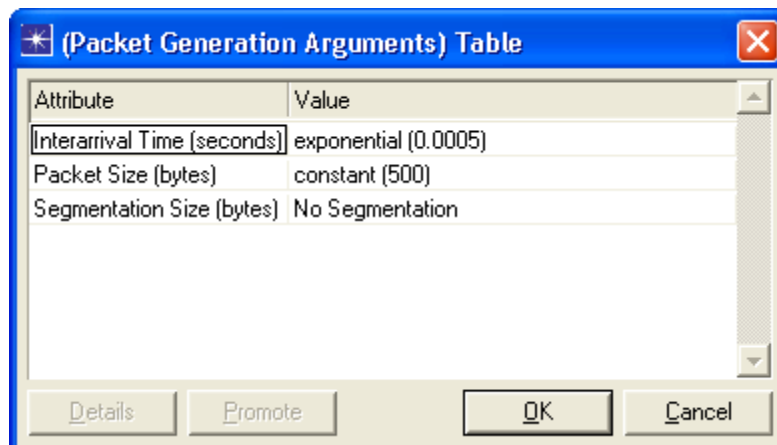 (Packet Generation Arguments) Table
Attribute Value
Interarrival Time (seconds) exponential (0.0005)
Packet Size (bytes) constant (500)
Segmentation Size (bytes) No Segmentation
Details Promote OK Cancel